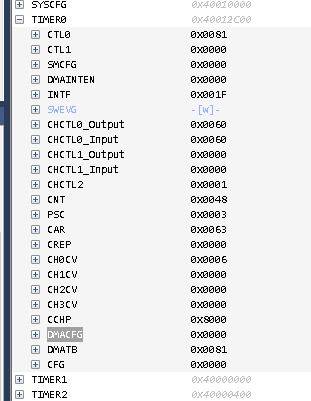 SYSCFG 0x40010000
TIMER0 0x40012C00
CTL0 0x0081
CTL1 0x0000
SMCFG 0x0000
DMAINTEN 0x0000
INTF 0x001F
SWEVG -[W]-
CHCTL0_Output 0x0060
CHCTL0_Input 0x0060
CHCTL1_Output 0x0000
CHCTL1_Input 0x0000
CHCTL2 0x0001
CNT 0x0048
PSC 0x0003
CAR 0x0063
CREP 0x0000
CH0CV 0x0006
CH1CV 0x0000
CH2CV 0x0000
CH3CV 0x0000
CCHP 0x8000
DMACFG 0x0000
DMATB 0x0081
CFG 0x0000
TIMER1 0x40000000
TIMER2 0x40000400